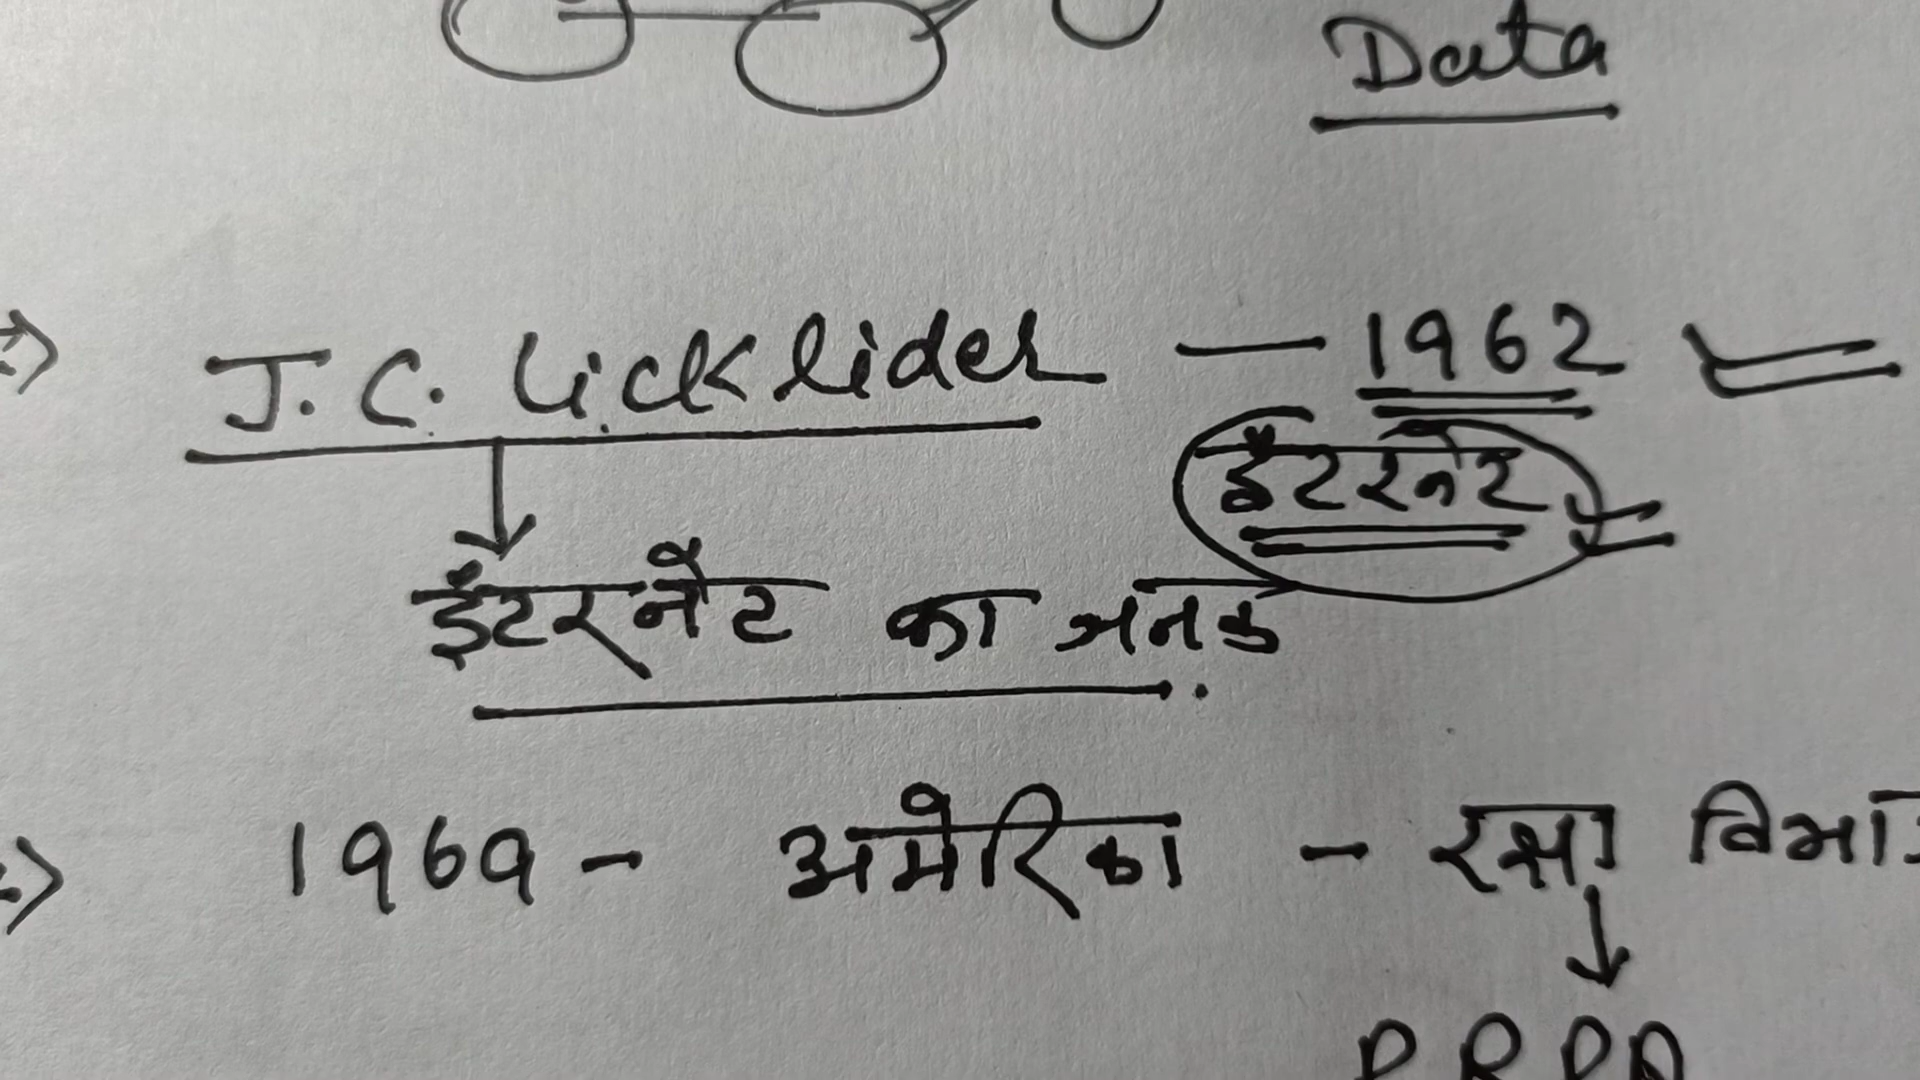 Data
J.C. Licklider — 1962
इंटरनेट
इंटरनेट का जनक
1969 - अमेरिका - रक्षा